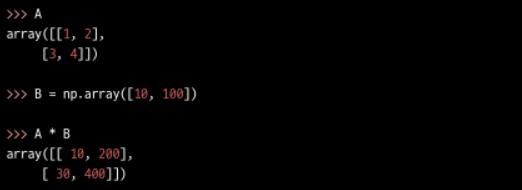 >>> A
array([[1, 2],
[3, 4]])
>>> B = np.array([10, 100])
>>> A * B
array([[ 10, 200],
[ 30, 400]])